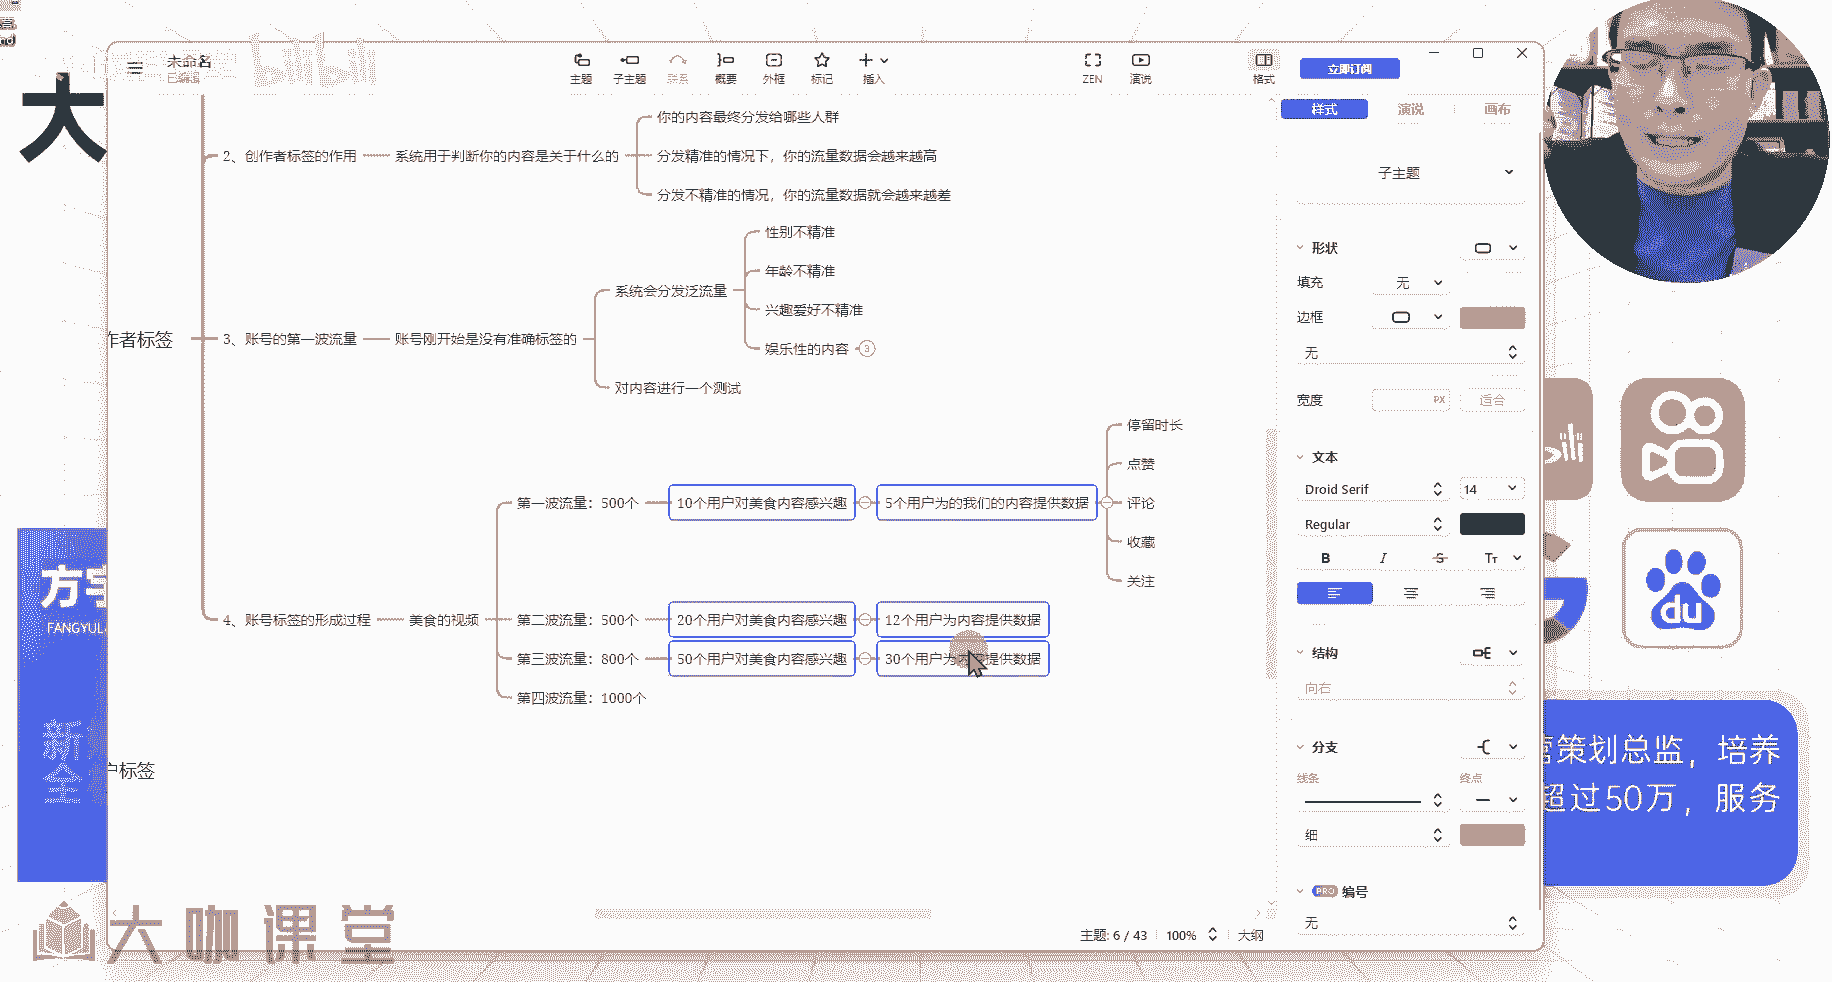 大
未命名
已编辑
bilibili
主题
子主题
联系
概要
外框
标记
插入
ZEN
演说
格式
立即订阅
样式
演说
画布
你的内容最终分发给哪些人群
2、创作者标签的作用
系统用于判断你的内容是关于什么的
分发精准的情况下，你的流量数据会越来越高
分发不精准的情况，你的流量数据就会越来越差
性别不精准
年龄不精准
系统会分发泛流量
兴趣爱好不精准
作者标签
3、账号的第一波流量
账号刚开始是没有准确标签的
娱乐性的内容
3
对内容进行一个测试
停留时长
点赞
第一波流量：500个
10个用户对美食内容感兴趣
5个用户为的我们的内容提供数据
评论
收藏
关注
4、账号标签的形成过程
美食的视频
第二波流量：500个
20个用户对美食内容感兴趣
12个用户为内容提供数据
第三波流量：800个
50个用户对美食内容感兴趣
30个用户为内容提供数据
第四波流量：1000个
户标签
子主题
形状
填充
无
边框
无
宽度
PX
适合
文本
Droid Serif
14
Regular
B
I
S
Tт
结构
向右
分支
线条
终点
细
PRO
编号
无
主题: 6 / 43
100%
大纲
方宇
FANGYUL
新
全
du
营策划总监，培养
超过50万，服务
大咖课堂